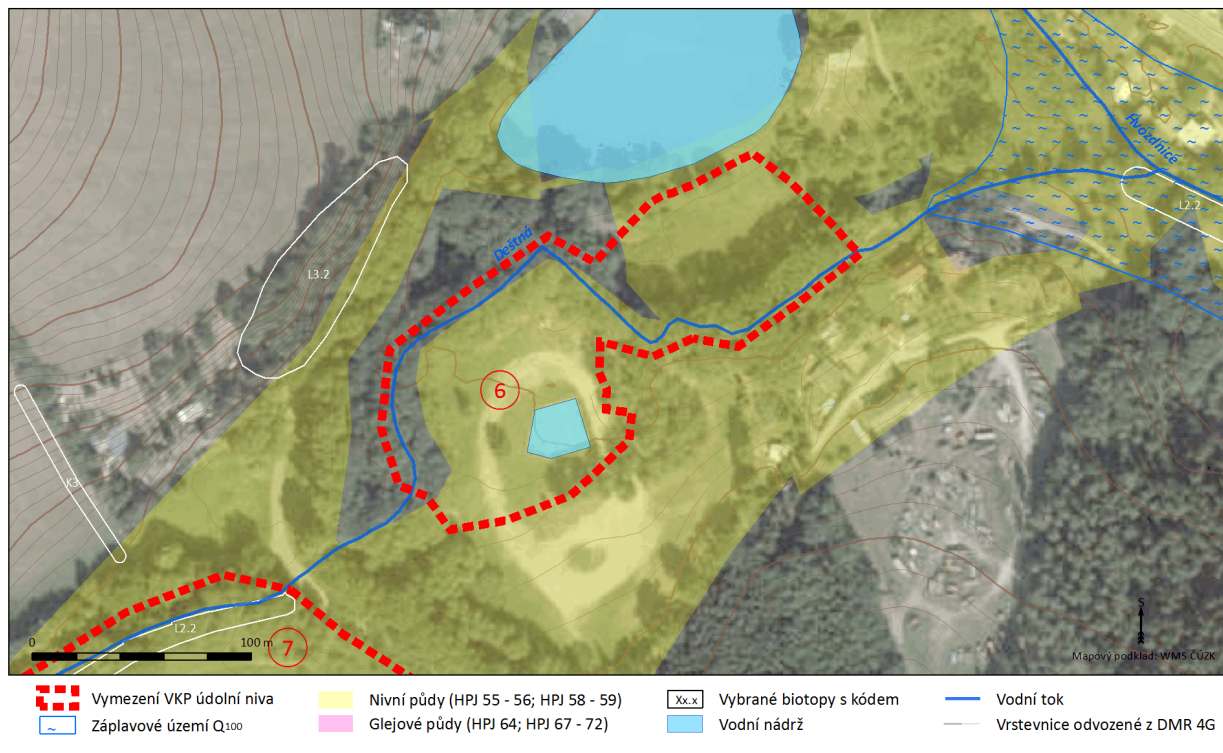 Hvozdnice
L2.2
Deštná
L3.2
6
K3
L2.2
7
0 100 m
S
Mapový podklad: WMS ČÚZK
Vymezení VKP údolní niva
Nivní půdy (HPJ 55 - 56; HPJ 58 - 59)
Xx.x Vybrané biotopy s kódem
Vodní tok
Záplavové území Q100
Glejové půdy (HPJ 64; HPJ 67 - 72)
Vodní nádrž
Vrstevnice odvozené z DMR 4G